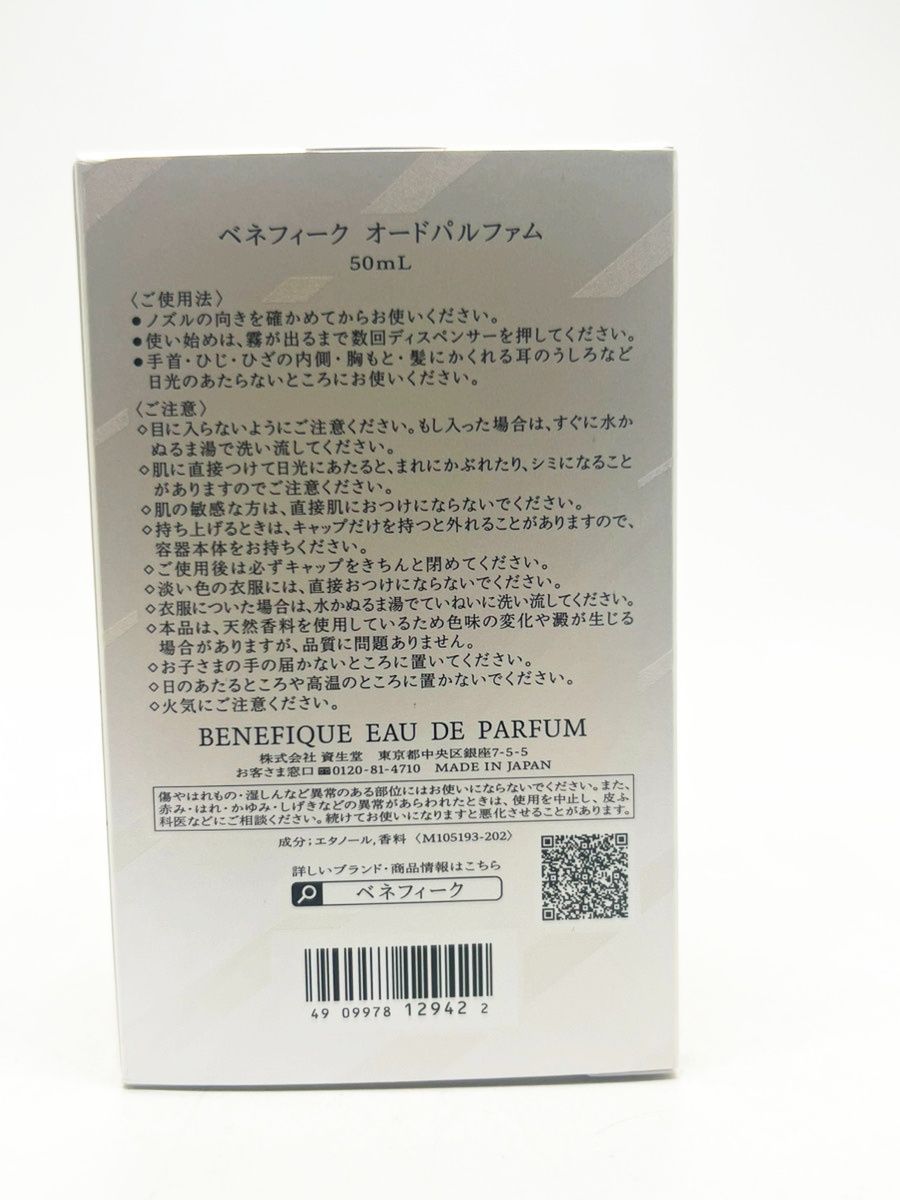 ベネフィーク オードパルファム
50mL
〈ご使用法〉
●ノズルの向きを確かめてからお使いください。
●使い始めは、霧が出るまで数回ディスペンサーを押してください。
●手首・ひじ・ひざの内側・胸もと・髪にかくれる耳のうしろなど
日光のあたらないところにお使いください。
〈ご注意〉
◇目に入らないようにご注意ください。もし入った場合は、すぐに水か
ぬるま湯で洗い流してください。
◇肌に直接つけて日光にあたると、まれにかぶれたり、シミになること
がありますのでご注意ください。
◇肌の敏感な方は、直接肌におつけにならないでください。
◇持ち上げるときは、キャップだけを持つと外れることがありますので、
容器本体をお持ちください。
◇ご使用後は必ずキャップをきちんと閉めてください。
◇淡い色の衣服には、直接おつけにならないでください。
◇衣服についた場合は、水かぬるま湯でていねいに洗い流してください。
◇本品は、天然香料を使用しているため色味の変化や澱が生じる
場合がありますが、品質に問題ありません。
◇お子さまの手の届かないところに置いてください。
◇日のあたるところや高温のところに置かないでください。
◇火気にご注意ください。
BENEFIQUE EAU DE PARFUM
株式会社 資生堂 東京都中央区銀座7-5-5
お客さま窓口 0120-81-4710 MADE IN JAPAN
傷やはれもの・湿しんなど異常のある部位にはお使いにならないでください。また、
赤み・はれ・かゆみ・しげきなどの異常があらわれたときは、使用を中止し、皮ふ
科医などにご相談ください。続けてお使いになりますと悪化させることがあります。
成分;エタノール,香料 〈M105193-202〉
詳しいブランド・商品情報はこちら
ベネフィーク
49 09978 12942 2